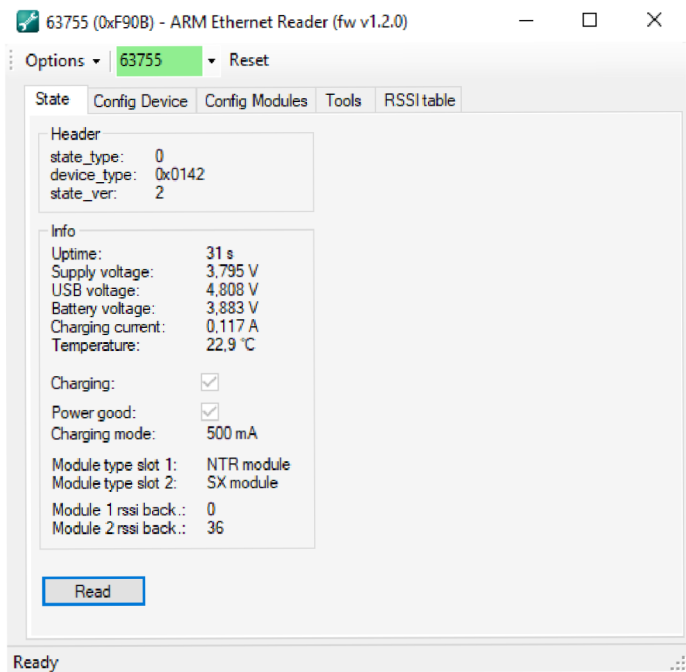 63755 (0xF90B) - ARM Ethernet Reader (fw v1.2.0)
Options 63755 Reset
State Config Device Config Modules Tools RSSI table
Header
state_type: 0
device_type: 0x0142
state_ver: 2
Info
Uptime: 31 s
Supply voltage: 3,795 V
USB voltage: 4,808 V
Battery voltage: 3,883 V
Charging current: 0,117 A
Temperature: 22,9 °C
Charging:
Power good:
Charging mode: 500 mA
Module type slot 1: NTR module
Module type slot 2: SX module
Module 1 rssi back.: 0
Module 2 rssi back.: 36
Read
Ready